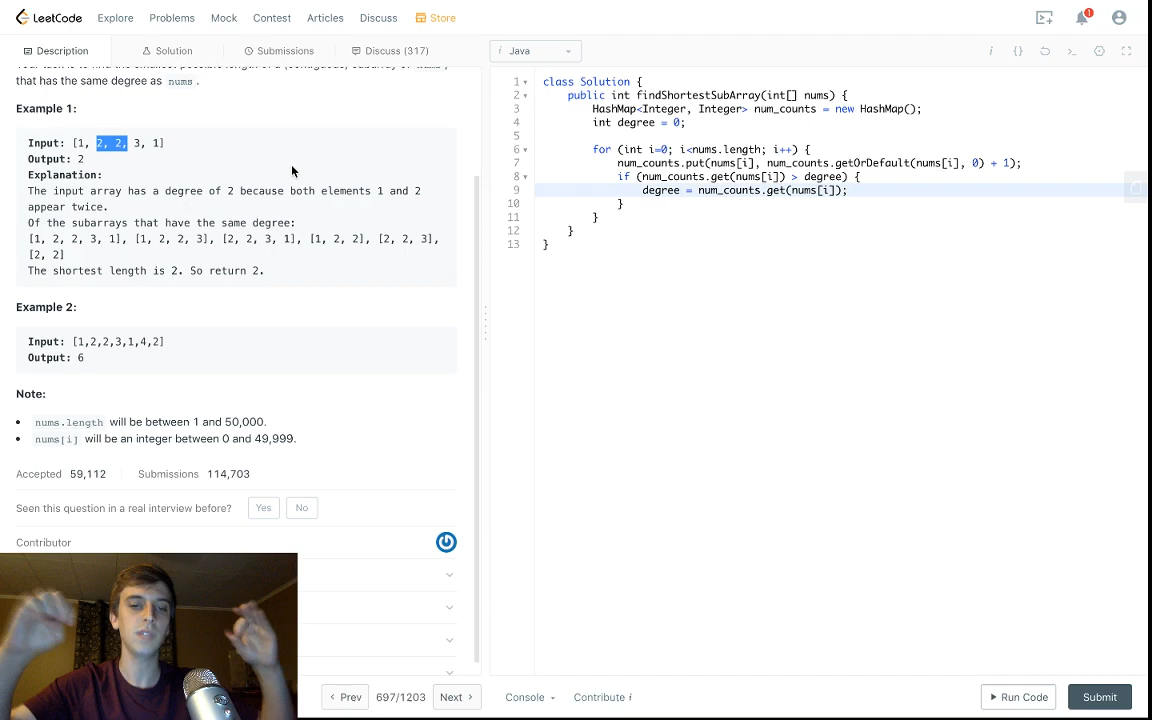 LeetCode Explore Problems Mock Contest Articles Discuss Store 1
Description Solution Submissions Discuss (317) i Java i {} >_
that has the same degree as nums .
Example 1:
Input: [1, 2, 2, 3, 1]
Output: 2
Explanation:
The input array has a degree of 2 because both elements 1 and 2
appear twice.
Of the subarrays that have the same degree:
[1, 2, 2, 3, 1], [1, 2, 2, 3], [2, 2, 3, 1], [1, 2, 2], [2, 2, 3],
[2, 2]
The shortest length is 2. So return 2.
Example 2:
Input: [1,2,2,3,1,4,2]
Output: 6
Note:
• nums.length will be between 1 and 50,000.
• nums[i] will be an integer between 0 and 49,999.
Accepted 59,112 Submissions 114,703
Seen this question in a real interview before? Yes No
Contributor
1 class Solution {
2 public int findShortestSubArray(int[] nums) {
3 HashMap<Integer, Integer> num_counts = new HashMap();
4 int degree = 0;
5
6 for (int i=0; i<nums.length; i++) {
7 num_counts.put(nums[i], num_counts.getOrDefault(nums[i], 0) + 1);
8 if (num_counts.get(nums[i]) > degree) {
9 degree = num_counts.get(nums[i]);
10 }
11 }
12 }
13 }
‹ Prev 697/1203 Next › Console Contribute i Run Code Submit